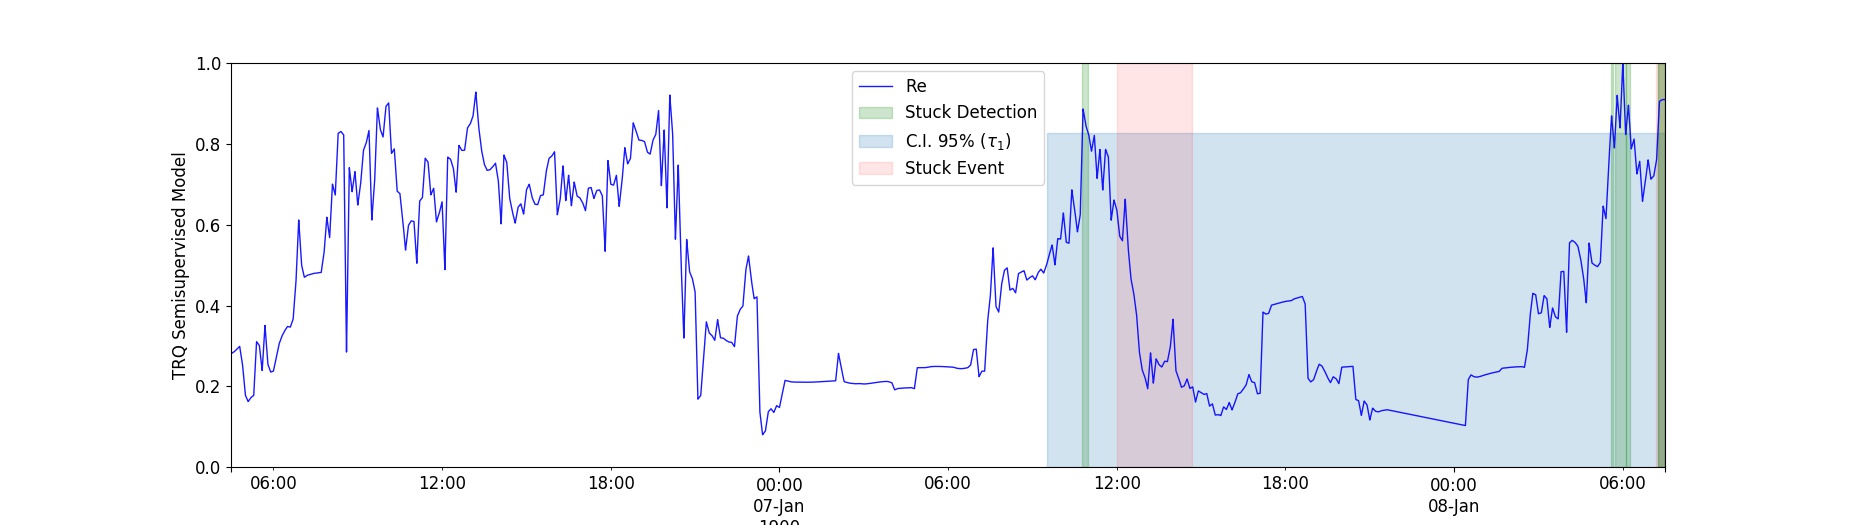 1.0
0.8
0.6
0.4
0.2
0.0
TRQ Semisupervised Model
Re
Stuck Detection
C.I. 95% (τ₁)
Stuck Event
06:00 12:00 18:00 00:00 06:00 12:00 18:00 00:00 06:00
07-Jan 08-Jan